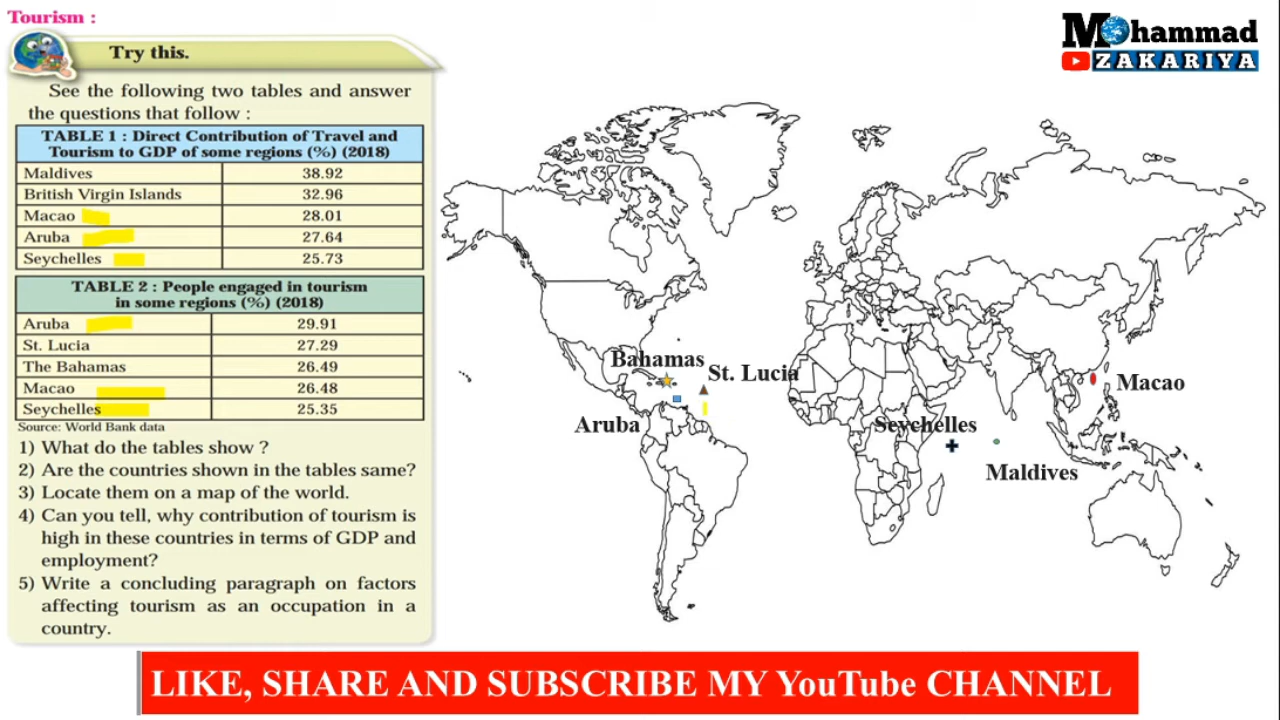 Tourism :
Try this.
See the following two tables and answer
the questions that follow :
TABLE 1 : Direct Contribution of Travel and
Tourism to GDP of some regions (%) (2018)
Maldives 38.92
British Virgin Islands 32.96
Macao 28.01
Aruba 27.64
Seychelles 25.73
TABLE 2 : People engaged in tourism
in some regions (%) (2018)
Aruba 29.91
St. Lucia 27.29
The Bahamas 26.49
Macao 26.48
Seychelles 25.35
Source: World Bank data
1) What do the tables show ?
2) Are the countries shown in the tables same?
3) Locate them on a map of the world.
4) Can you tell, why contribution of tourism is
high in these countries in terms of GDP and
employment?
5) Write a concluding paragraph on factors
affecting tourism as an occupation in a
country.
Mohammad
ZAKARIYA
Bahamas
St. Lucia
Aruba
Seychelles
Macao
Maldives
LIKE, SHARE AND SUBSCRIBE MY YouTube CHANNEL